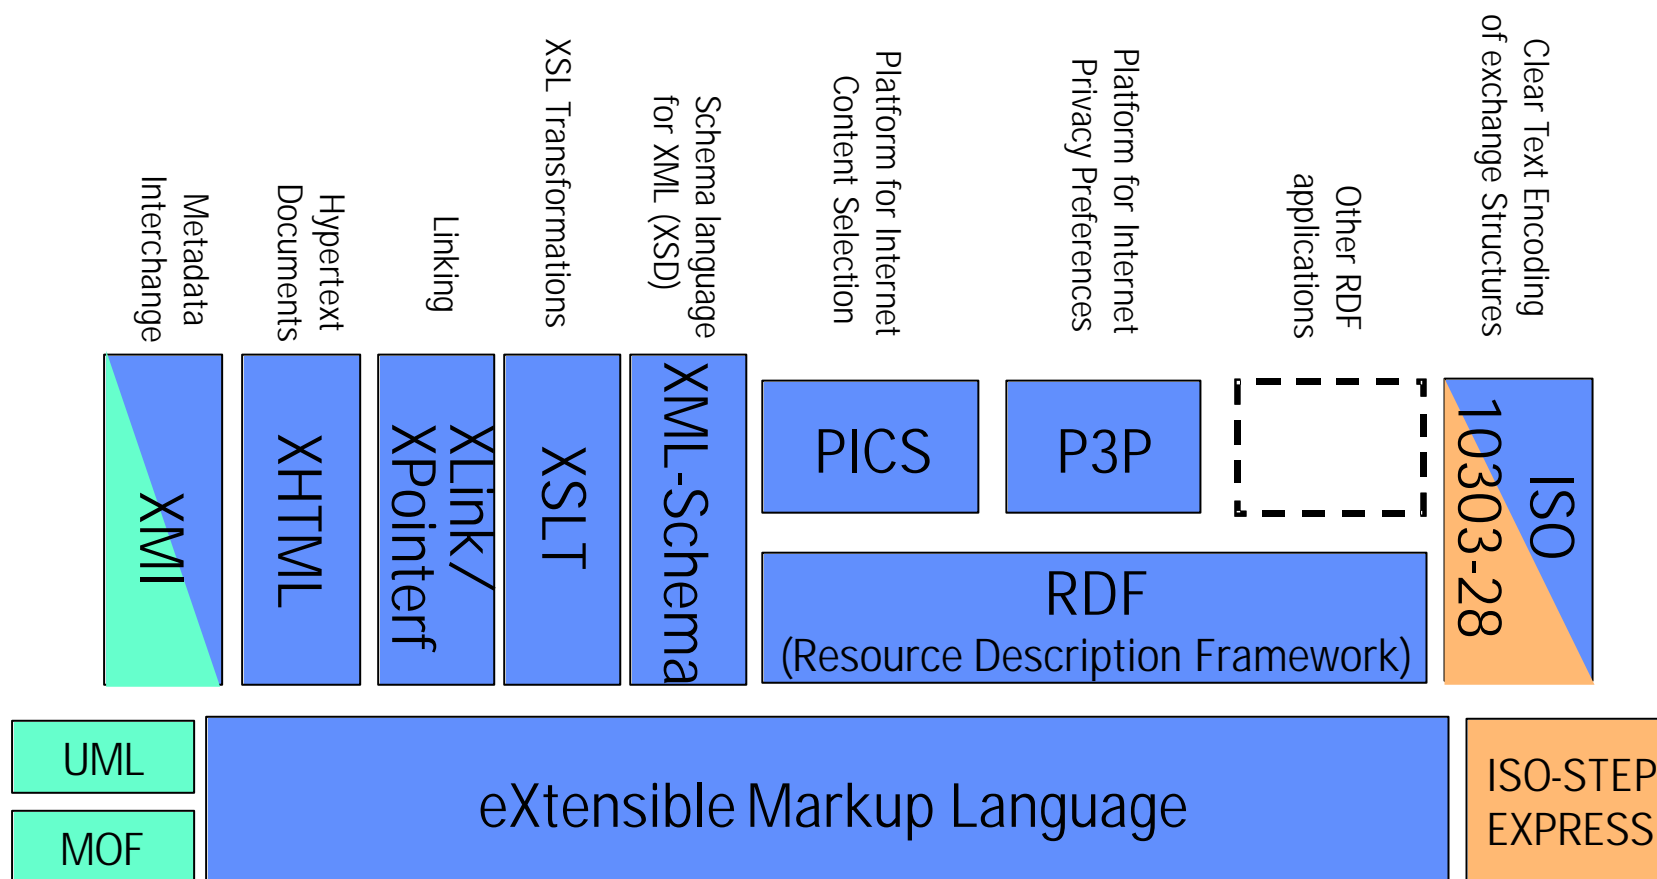 Metadata
Interchange
Hypertext
Documents
Linking
XSL Transformations
Schema language
for XML (XSD)
Platform for Internet
Content Selection
Platform for Internet
Privacy Preferences
Other RDF
applications
Clear Text Encoding
of exchange Structures
XMI
XHTML
XLink/
XPointerf
XSLT
XML-Schema
PICS
P3P
ISO
10303-28
RDF
(Resource Description Framework)
UML
MOF
eXtensible Markup Language
ISO-STEP
EXPRESS